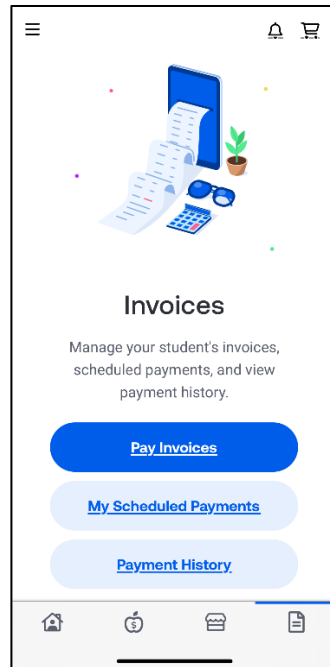 Invoices
Manage your student's invoices,
scheduled payments, and view
payment history.
Pay Invoices
My Scheduled Payments
Payment History